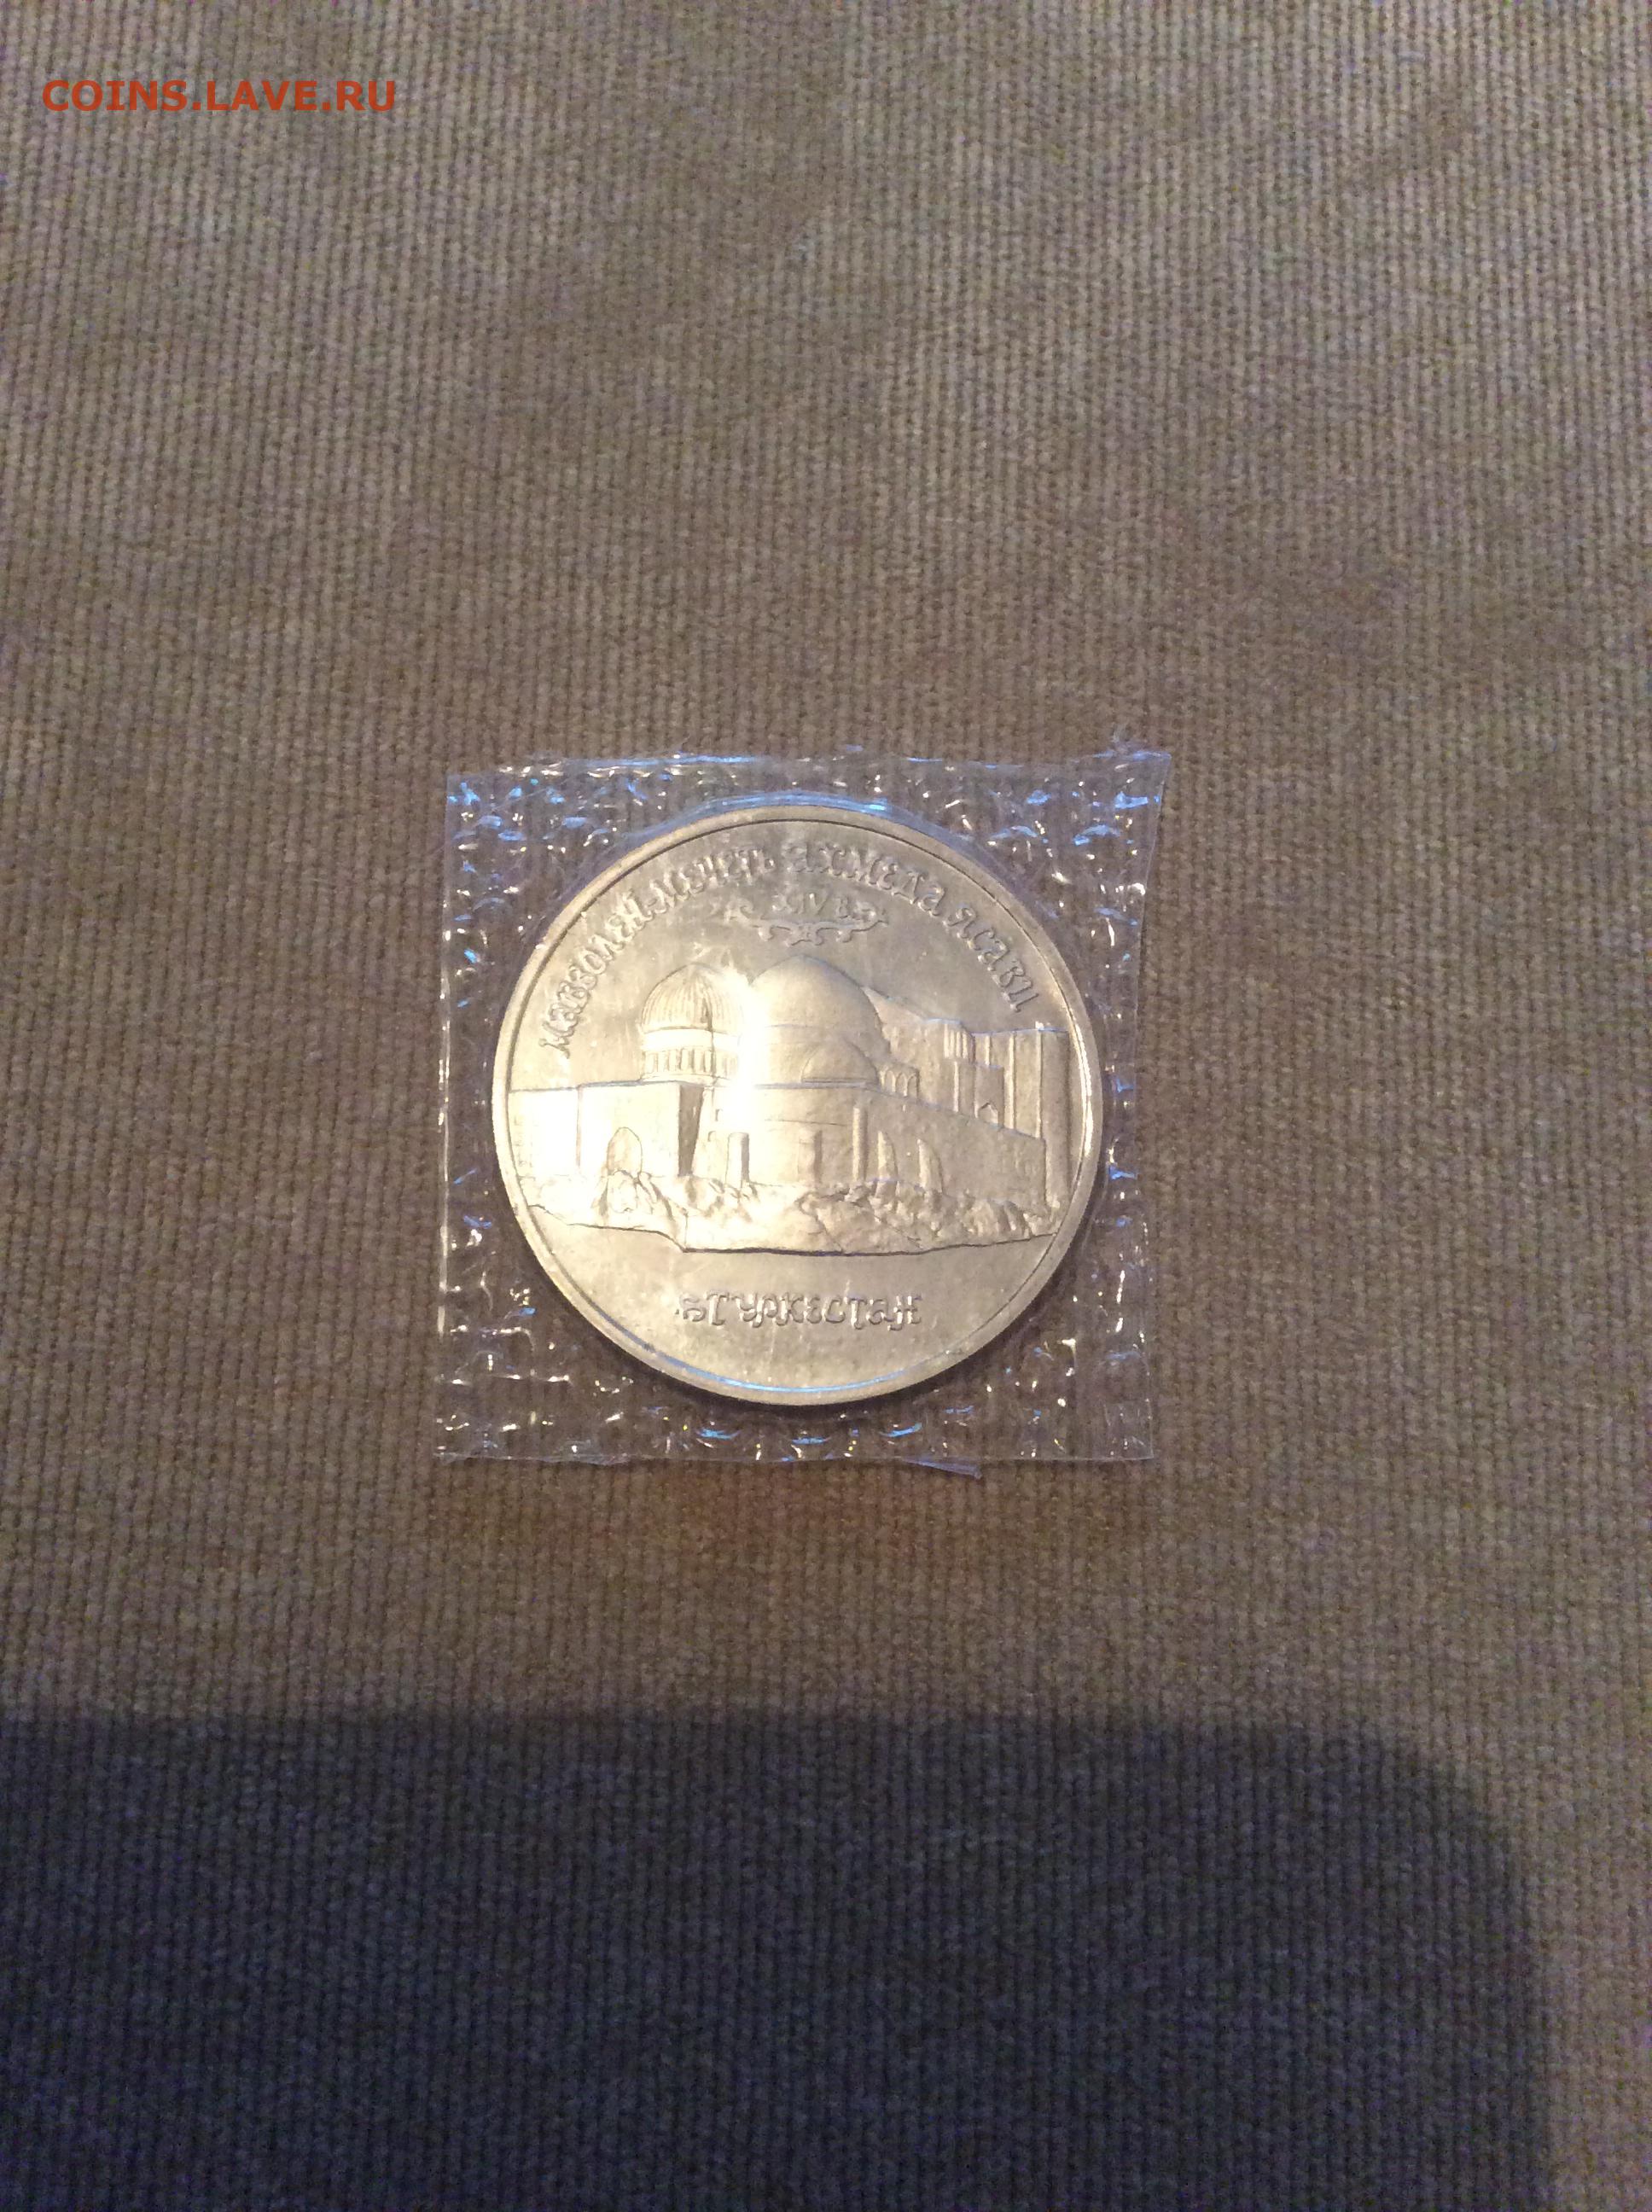 COINS.LAVE.RU
МАВЗОЛЕЙ-МЕЧЕТЬ АХМЕДА ЯСАВИ
XIV В.
г. ТУРКЕСТАН